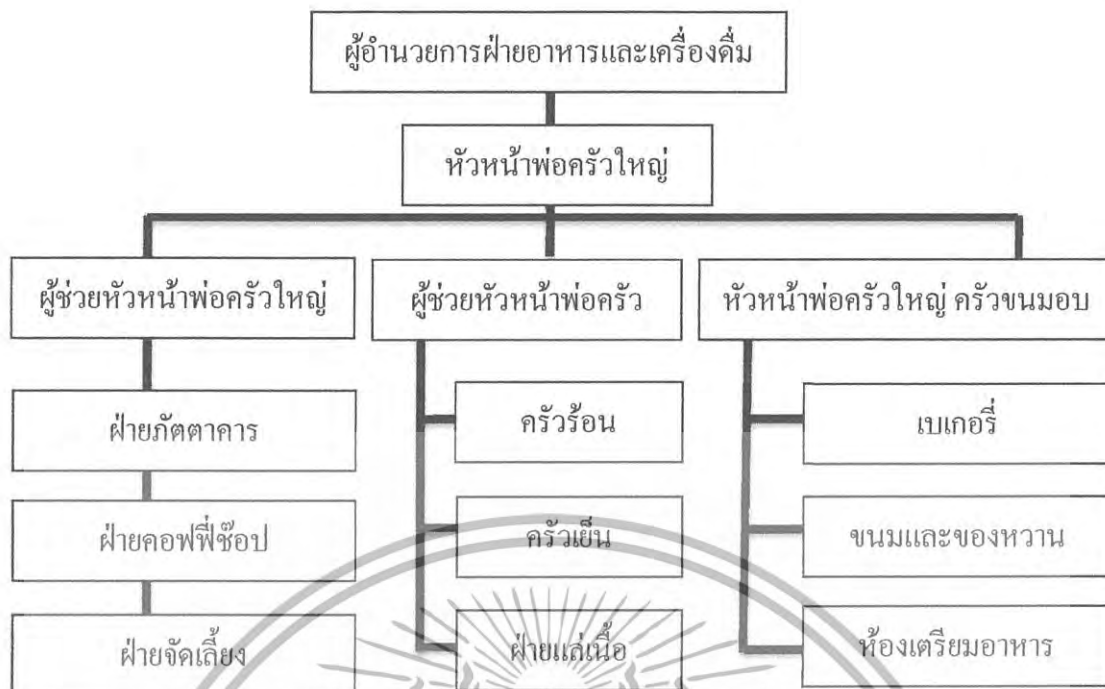 ผู้อำนวยการฝ่ายอาหารและเครื่องดื่ม
หัวหน้าพ่อครัวใหญ่
ผู้ช่วยหัวหน้าพ่อครัวใหญ่
ผู้ช่วยหัวหน้าพ่อครัว
หัวหน้าพ่อครัวใหญ่ ครัวขนมอบ
ฝ่ายภัตตาคาร
ครัวร้อน
เบเกอรี่
ฝ่ายคอฟฟี่ช๊อป
ครัวเย็น
ขนมและของหวาน
ฝ่ายจัดเลี้ยง
ฝ่ายแล่เนื้อ
ห้องเตรียมอาหาร